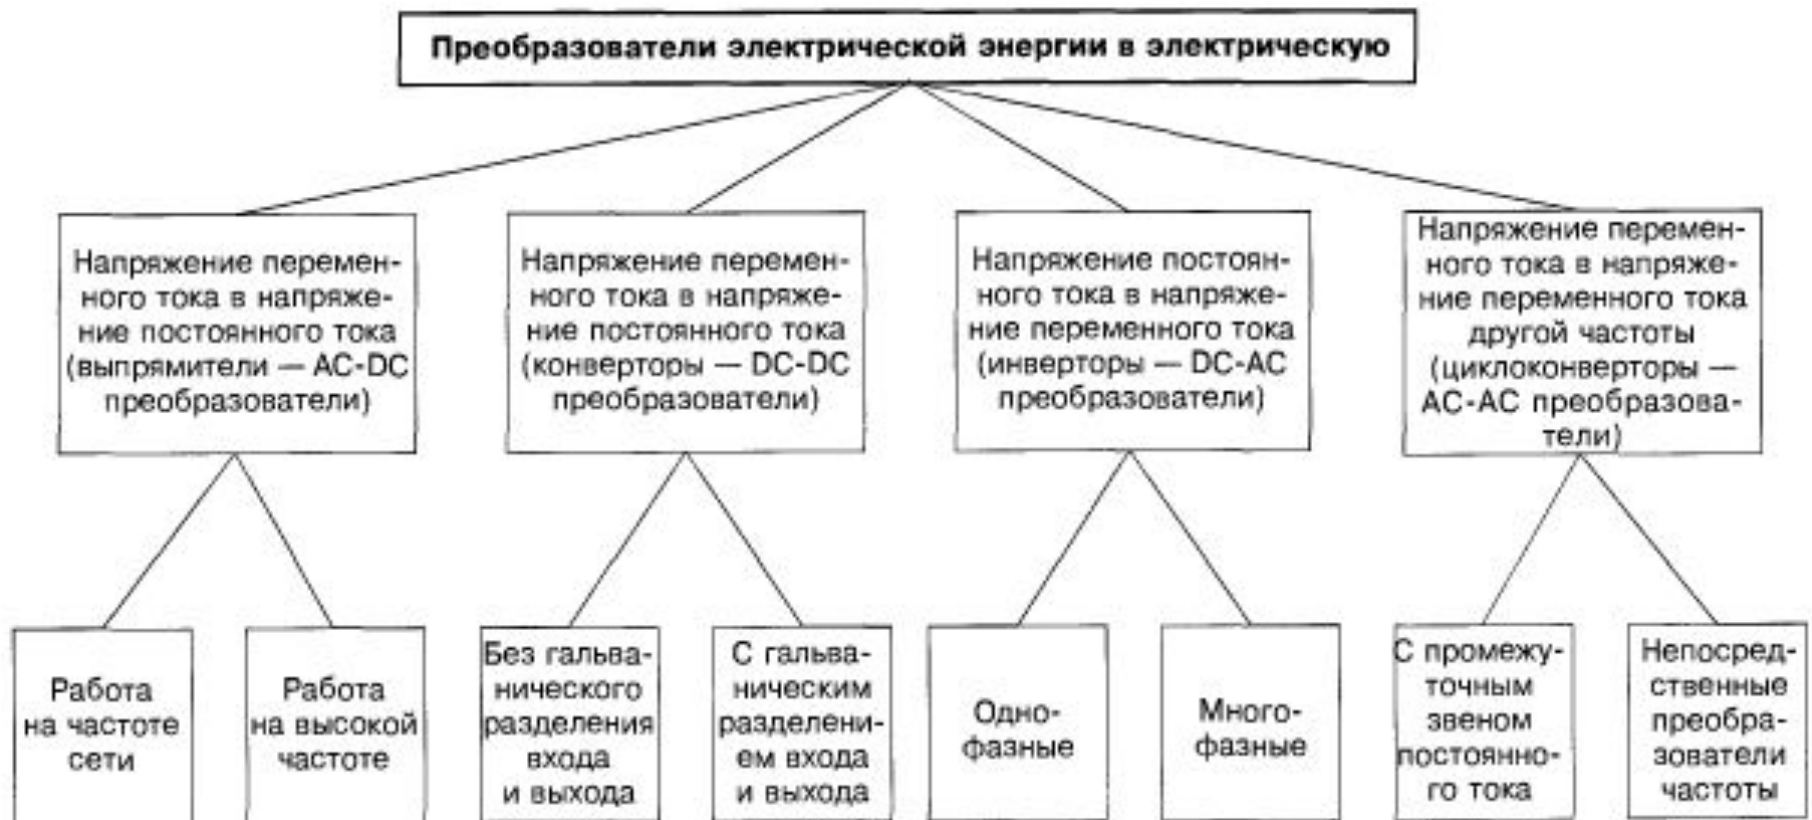 Преобразователи электрической энергии в электрическую
Напряжение перемен-
ного тока в напряже-
ние постоянного тока
(выпрямители — AC-DC
преобразователи)
Напряжение перемен-
ного тока в напряже-
ние постоянного тока
(конверторы — DC-DC
преобразователи)
Напряжение постоян-
ного тока в напряже-
ние переменного тока
(инверторы — DC-AC
преобразователи)
Напряжение перемен-
ного тока в напряже-
ние переменного тока
другой частоты
(циклоконверторы —
AC-AC преобразова-
тели)
Работа
на частоте
сети
Работа
на высокой
частоте
Без гальва-
нического
разделения
входа
и выхода
С гальва-
ническим
разделени-
ем входа
и выхода
Одно-
фазные
Много-
фазные
С промежу-
точным
звеном
постоянно-
го тока
Непосред-
ственные
преобра-
зователи
частоты